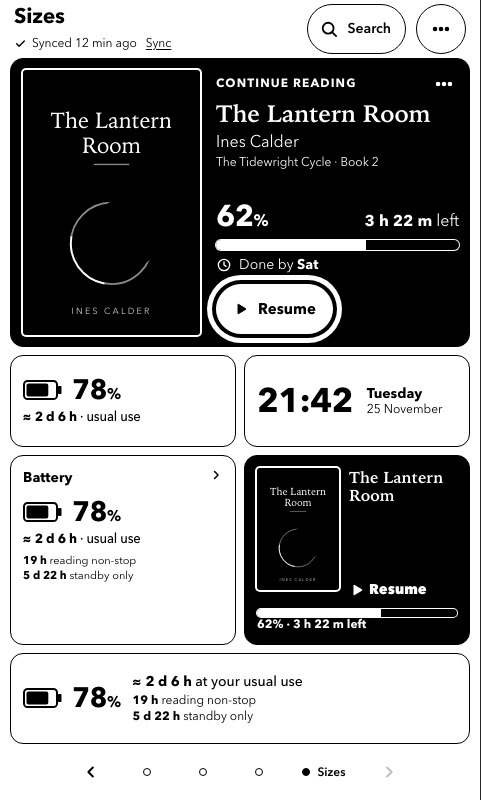 Sizes
Synced 12 min ago Sync
Search
The Lantern
Room
INES CALDER
CONTINUE READING
The Lantern Room
Ines Calder
The Tidewright Cycle · Book 2
62%
3 h 22 m left
Done by Sat
Resume
78%
≈ 2 d 6 h · usual use
21:42
Tuesday
25 November
Battery
78%
≈ 2 d 6 h · usual use
19 h reading non-stop
5 d 22 h standby only
The Lantern
Room
INES CALDER
The Lantern
Room
Resume
62% · 3 h 22 m left
78%
≈ 2 d 6 h at your usual use
19 h reading non-stop
5 d 22 h standby only
Sizes